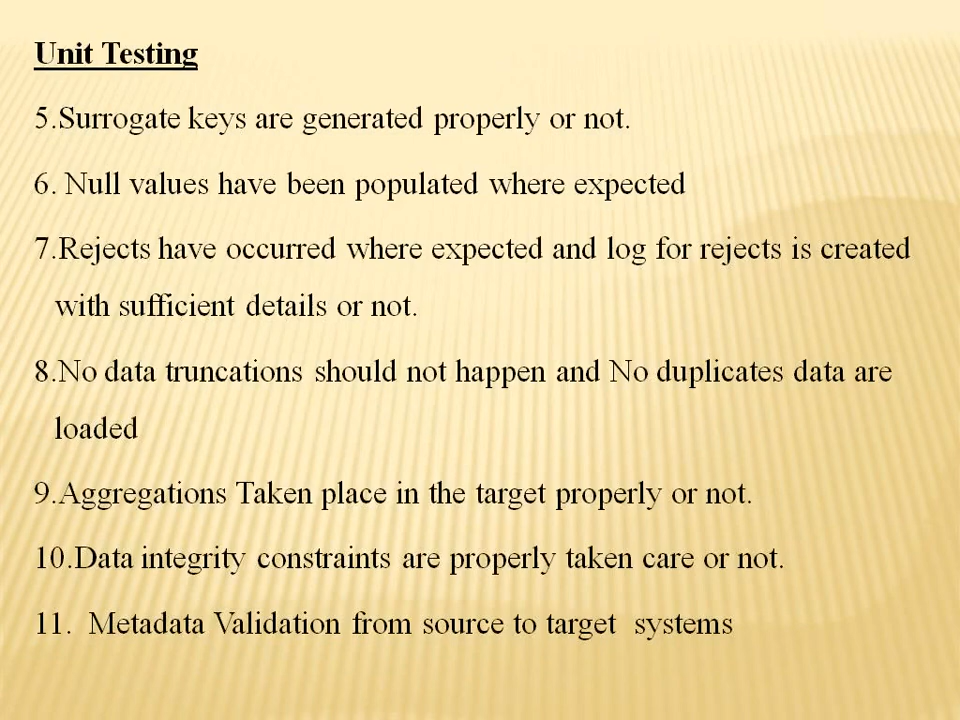 Unit Testing
5.Surrogate keys are generated properly or not.
6. Null values have been populated where expected
7.Rejects have occurred where expected and log for rejects is created
with sufficient details or not.
8.No data truncations should not happen and No duplicates data are
loaded
9.Aggregations Taken place in the target properly or not.
10.Data integrity constraints are properly taken care or not.
11.  Metadata Validation from source to target  systems